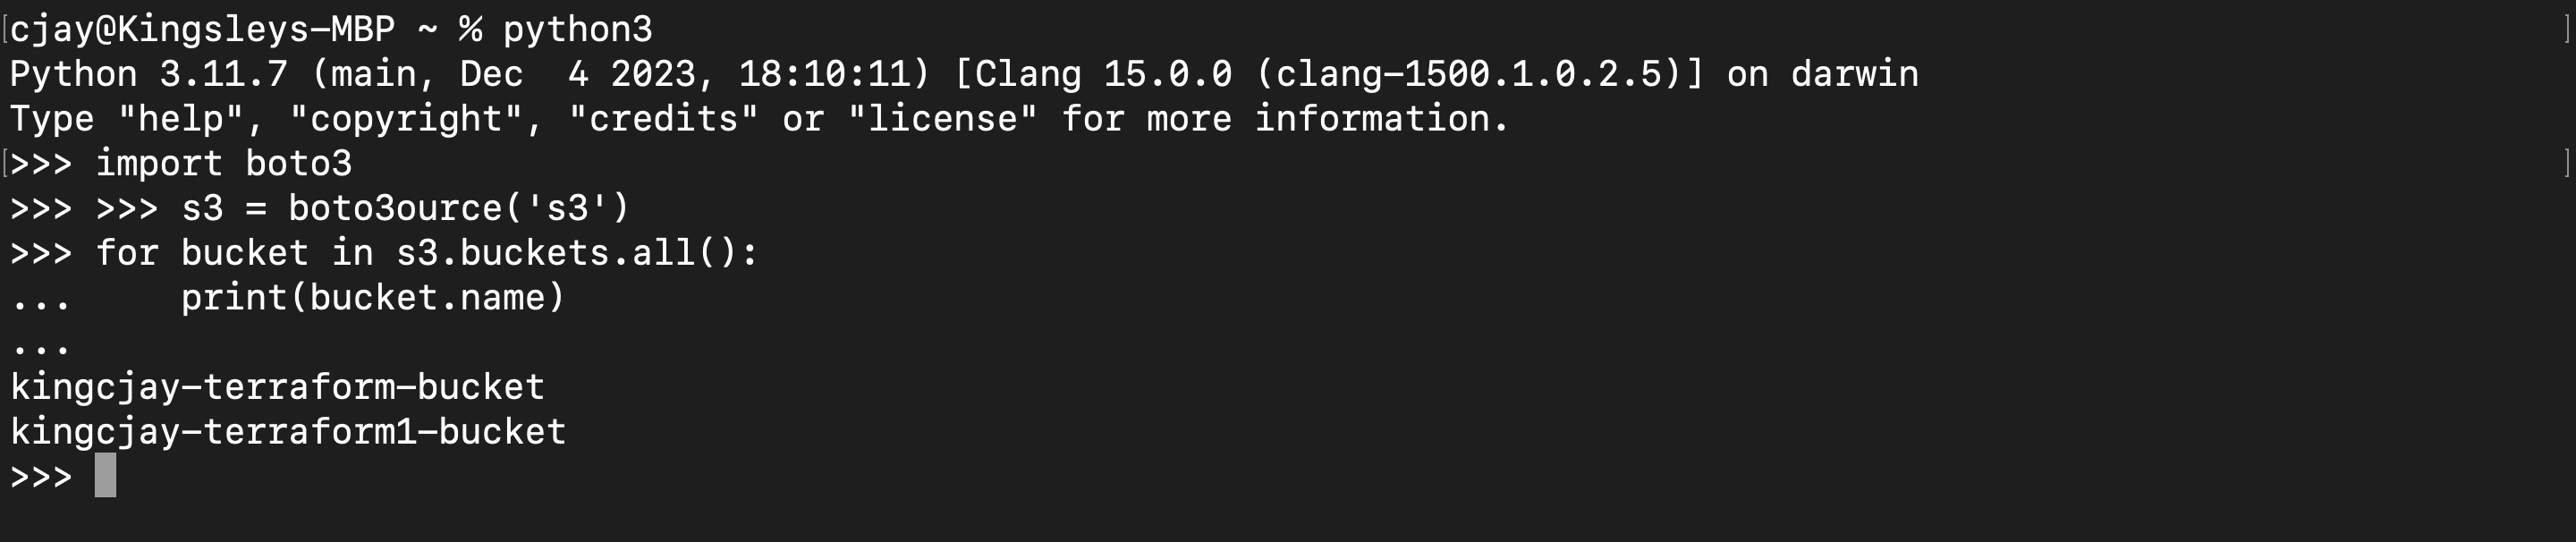 cjay@Kingsleys-MBP ~ % python3
Python 3.11.7 (main, Dec  4 2023, 18:10:11) [Clang 15.0.0 (clang-1500.1.0.2.5)] on darwin
Type "help", "copyright", "credits" or "license" for more information.
>>> import boto3
>>> >>> s3 = boto3ource('s3')
>>> for bucket in s3.buckets.all():
...     print(bucket.name)
...
kingcjay-terraform-bucket
kingcjay-terraform1-bucket
>>>